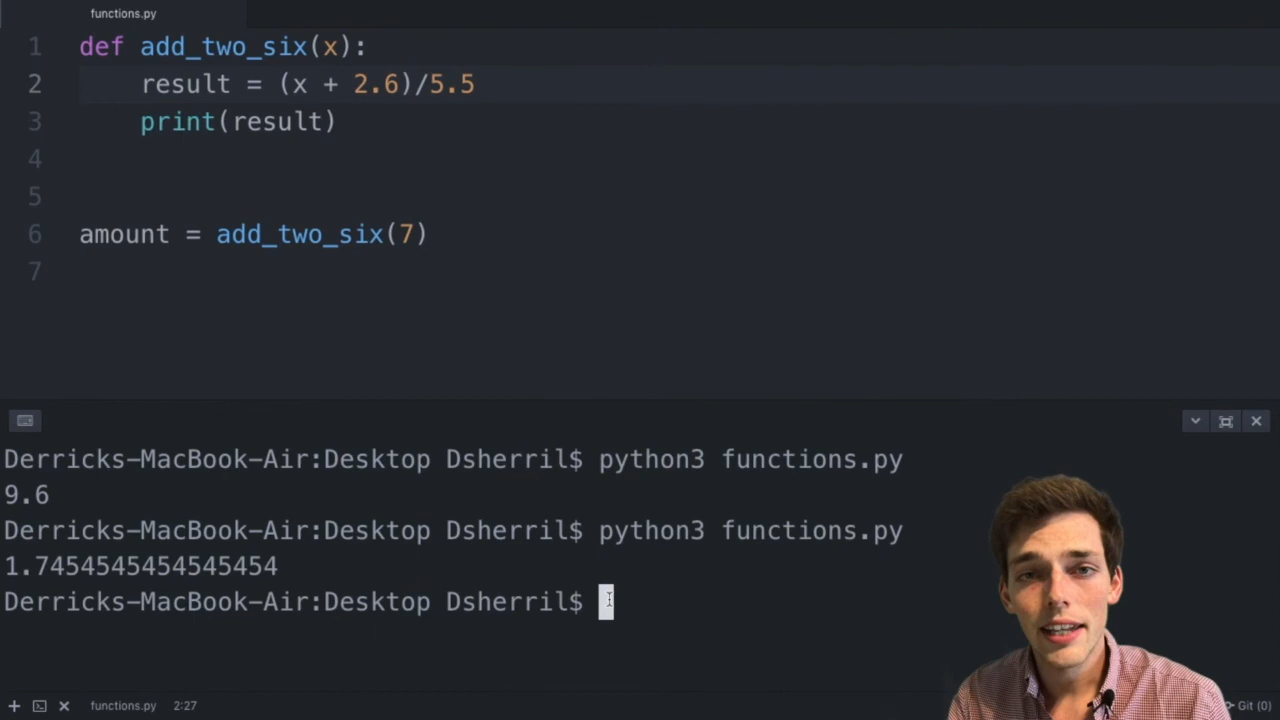 functions.py
1 def add_two_six(x):
2 result = (x + 2.6)/5.5
3 print(result)
4
5
6 amount = add_two_six(7)
7
Derricks-MacBook-Air:Desktop Dsherril$ python3 functions.py
9.6
Derricks-MacBook-Air:Desktop Dsherril$ python3 functions.py
1.7454545454545454
Derricks-MacBook-Air:Desktop Dsherril$
functions.py 2:27 Git (0)